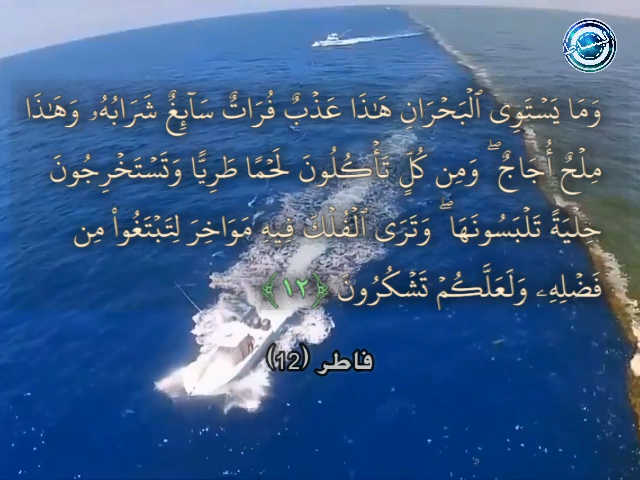 وَمَا يَسْتَوِى ٱلْبَحْرَانِ هَـٰذَا عَذْبٌ فُرَاتٌ سَآئِغٌ شَرَابُهُۥ وَهَـٰذَا
مِلْحٌ أُجَاجٌ ۖ وَمِن كُلٍّ تَأْكُلُونَ لَحْمًا طَرِيًّا وَتَسْتَخْرِجُونَ
حِلْيَةً تَلْبَسُونَهَا ۖ وَتَرَى ٱلْفُلْكَ فِيهِ مَوَاخِرَ لِتَبْتَغُوا۟ مِن
فَضْلِهِۦ وَلَعَلَّكُمْ تَشْكُرُونَ ﴿١٢﴾
فاطر (12)